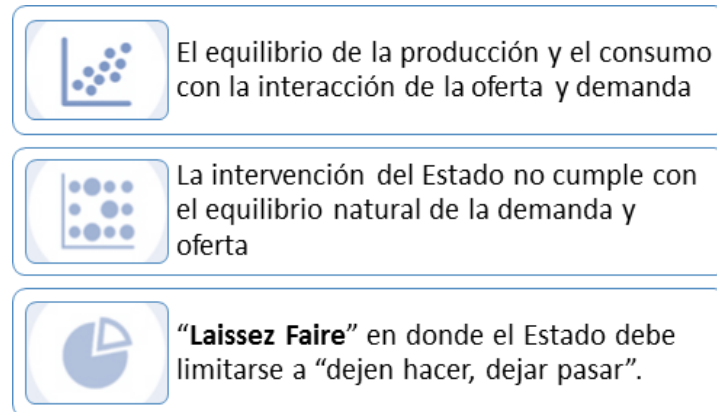 El equilibrio de la producción y el consumo
con la interacción de la oferta y demanda
La intervención del Estado no cumple con
el equilibrio natural de la demanda y
oferta
“Laissez Faire” en donde el Estado debe
limitarse a “dejen hacer, dejar pasar”.